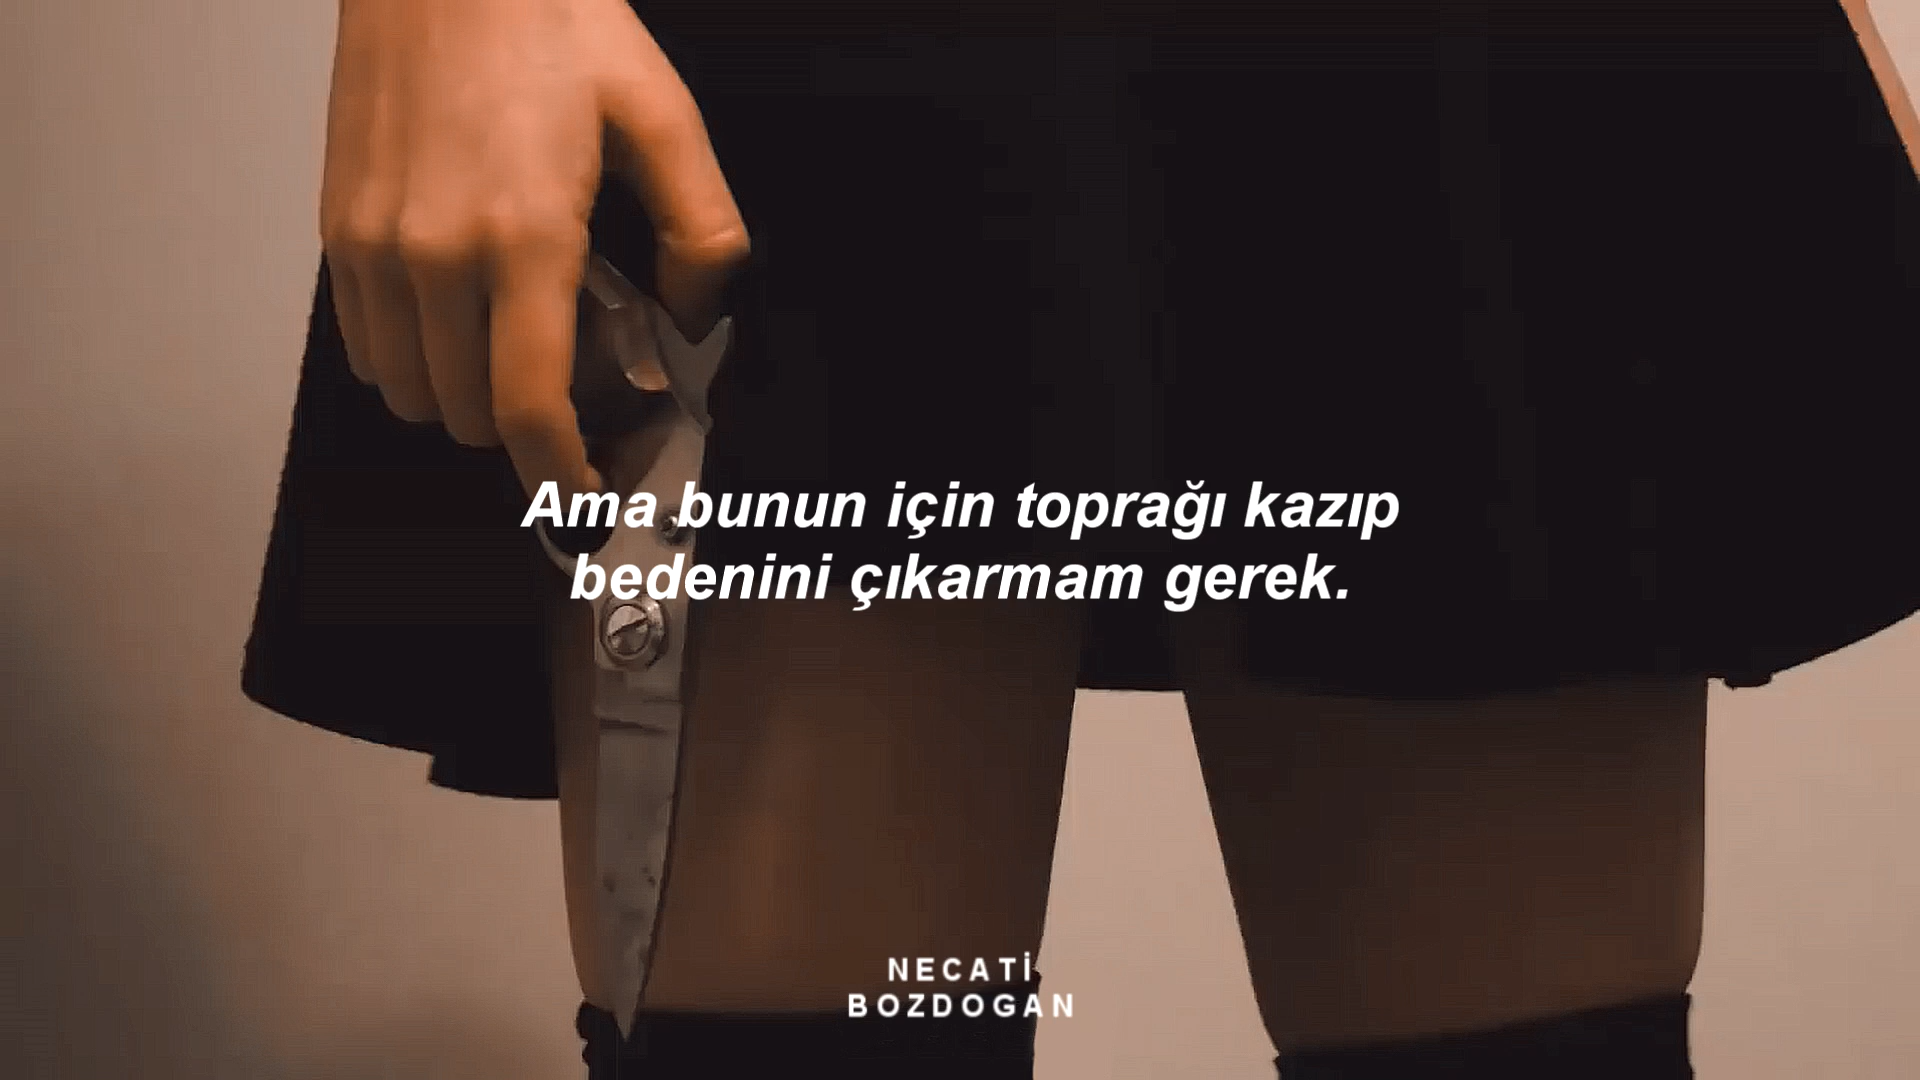 Ama bunun için toprağı kazıp
bedenini çıkarmam gerek.
NECATİ
BOZDOGAN